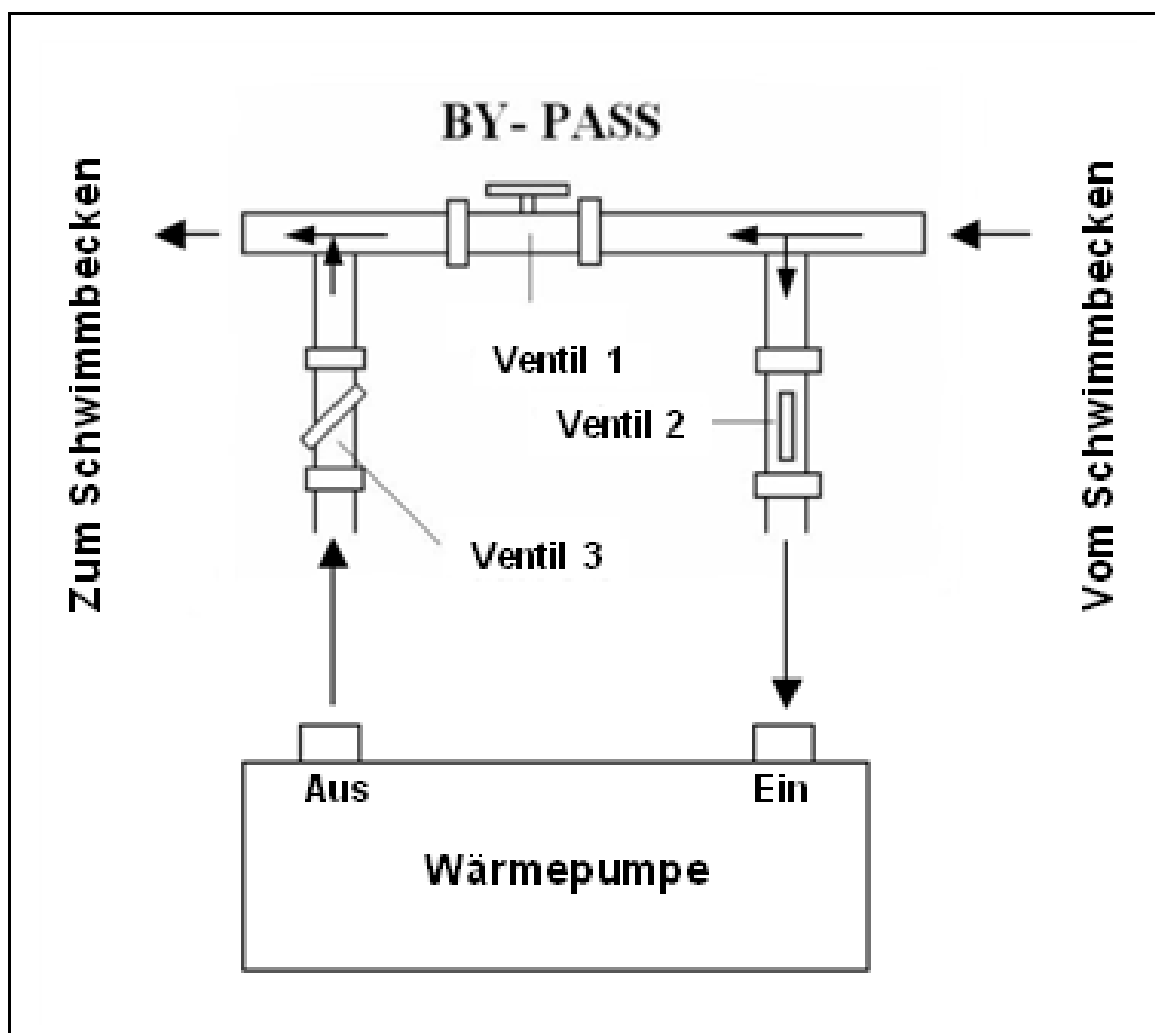 BY- PASS
Zum Schwimmbecken
Vom Schwimmbecken
Ventil 1
Ventil 2
Ventil 3
Aus
Ein
Wärmepumpe